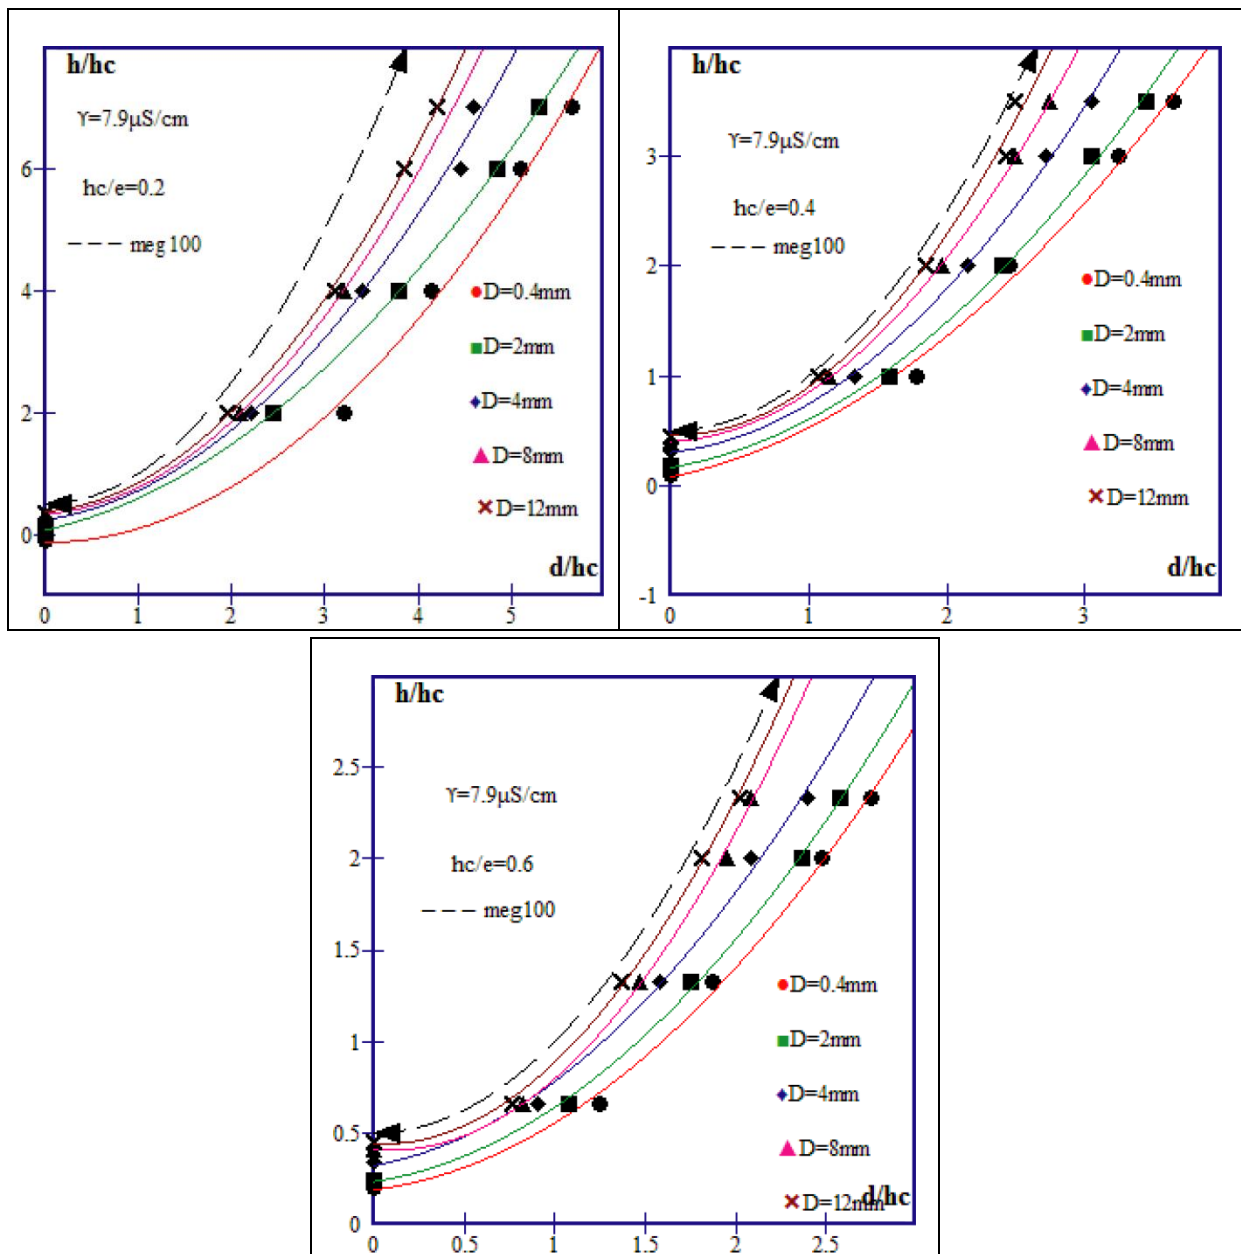 h/hc
ϒ=7.9μS/cm
6
hc/e=0.2
--- meg100
4
D=0.4mm
D=2mm
D=4mm
2
D=8mm
D=12mm
0
d/hc
0 1 2 3 4 5
h/hc
ϒ=7.9μS/cm
3
hc/e=0.4
--- meg100
2
D=0.4mm
D=2mm
1
D=4mm
D=8mm
0
D=12mm
d/hc
-1
0 1 2 3
h/hc
2.5
ϒ=7.9μS/cm
2
hc/e=0.6
--- meg100
1.5
D=0.4mm
1
D=2mm
D=4mm
0.5
D=8mm
D=12mm
d/hc
0
0 0.5 1 1.5 2 2.5